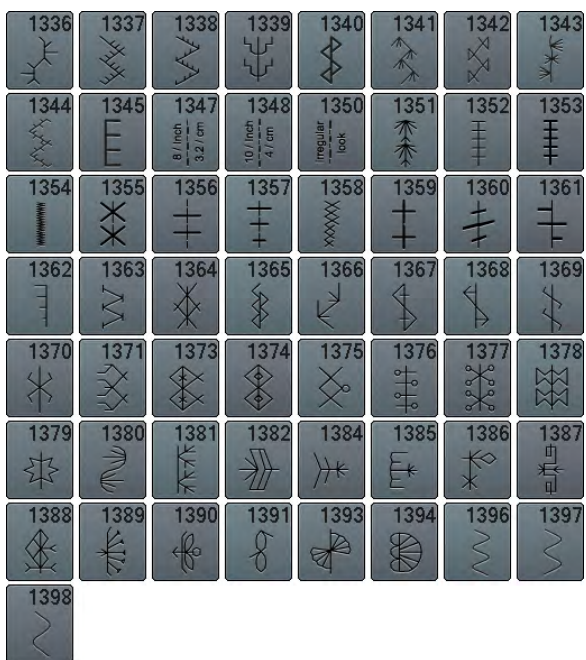 1336 1337 1338 1339 1340 1341 1342 1343
1344 1345 1347 1348 1350 1351 1352 1353
8 / Inch
3.2 / cm
10 / Inch
4 / cm
Irregular
look
1354 1355 1356 1357 1358 1359 1360 1361
1362 1363 1364 1365 1366 1367 1368 1369
1370 1371 1373 1374 1375 1376 1377 1378
1379 1380 1381 1382 1384 1385 1386 1387
1388 1389 1390 1391 1393 1394 1396 1397
1398